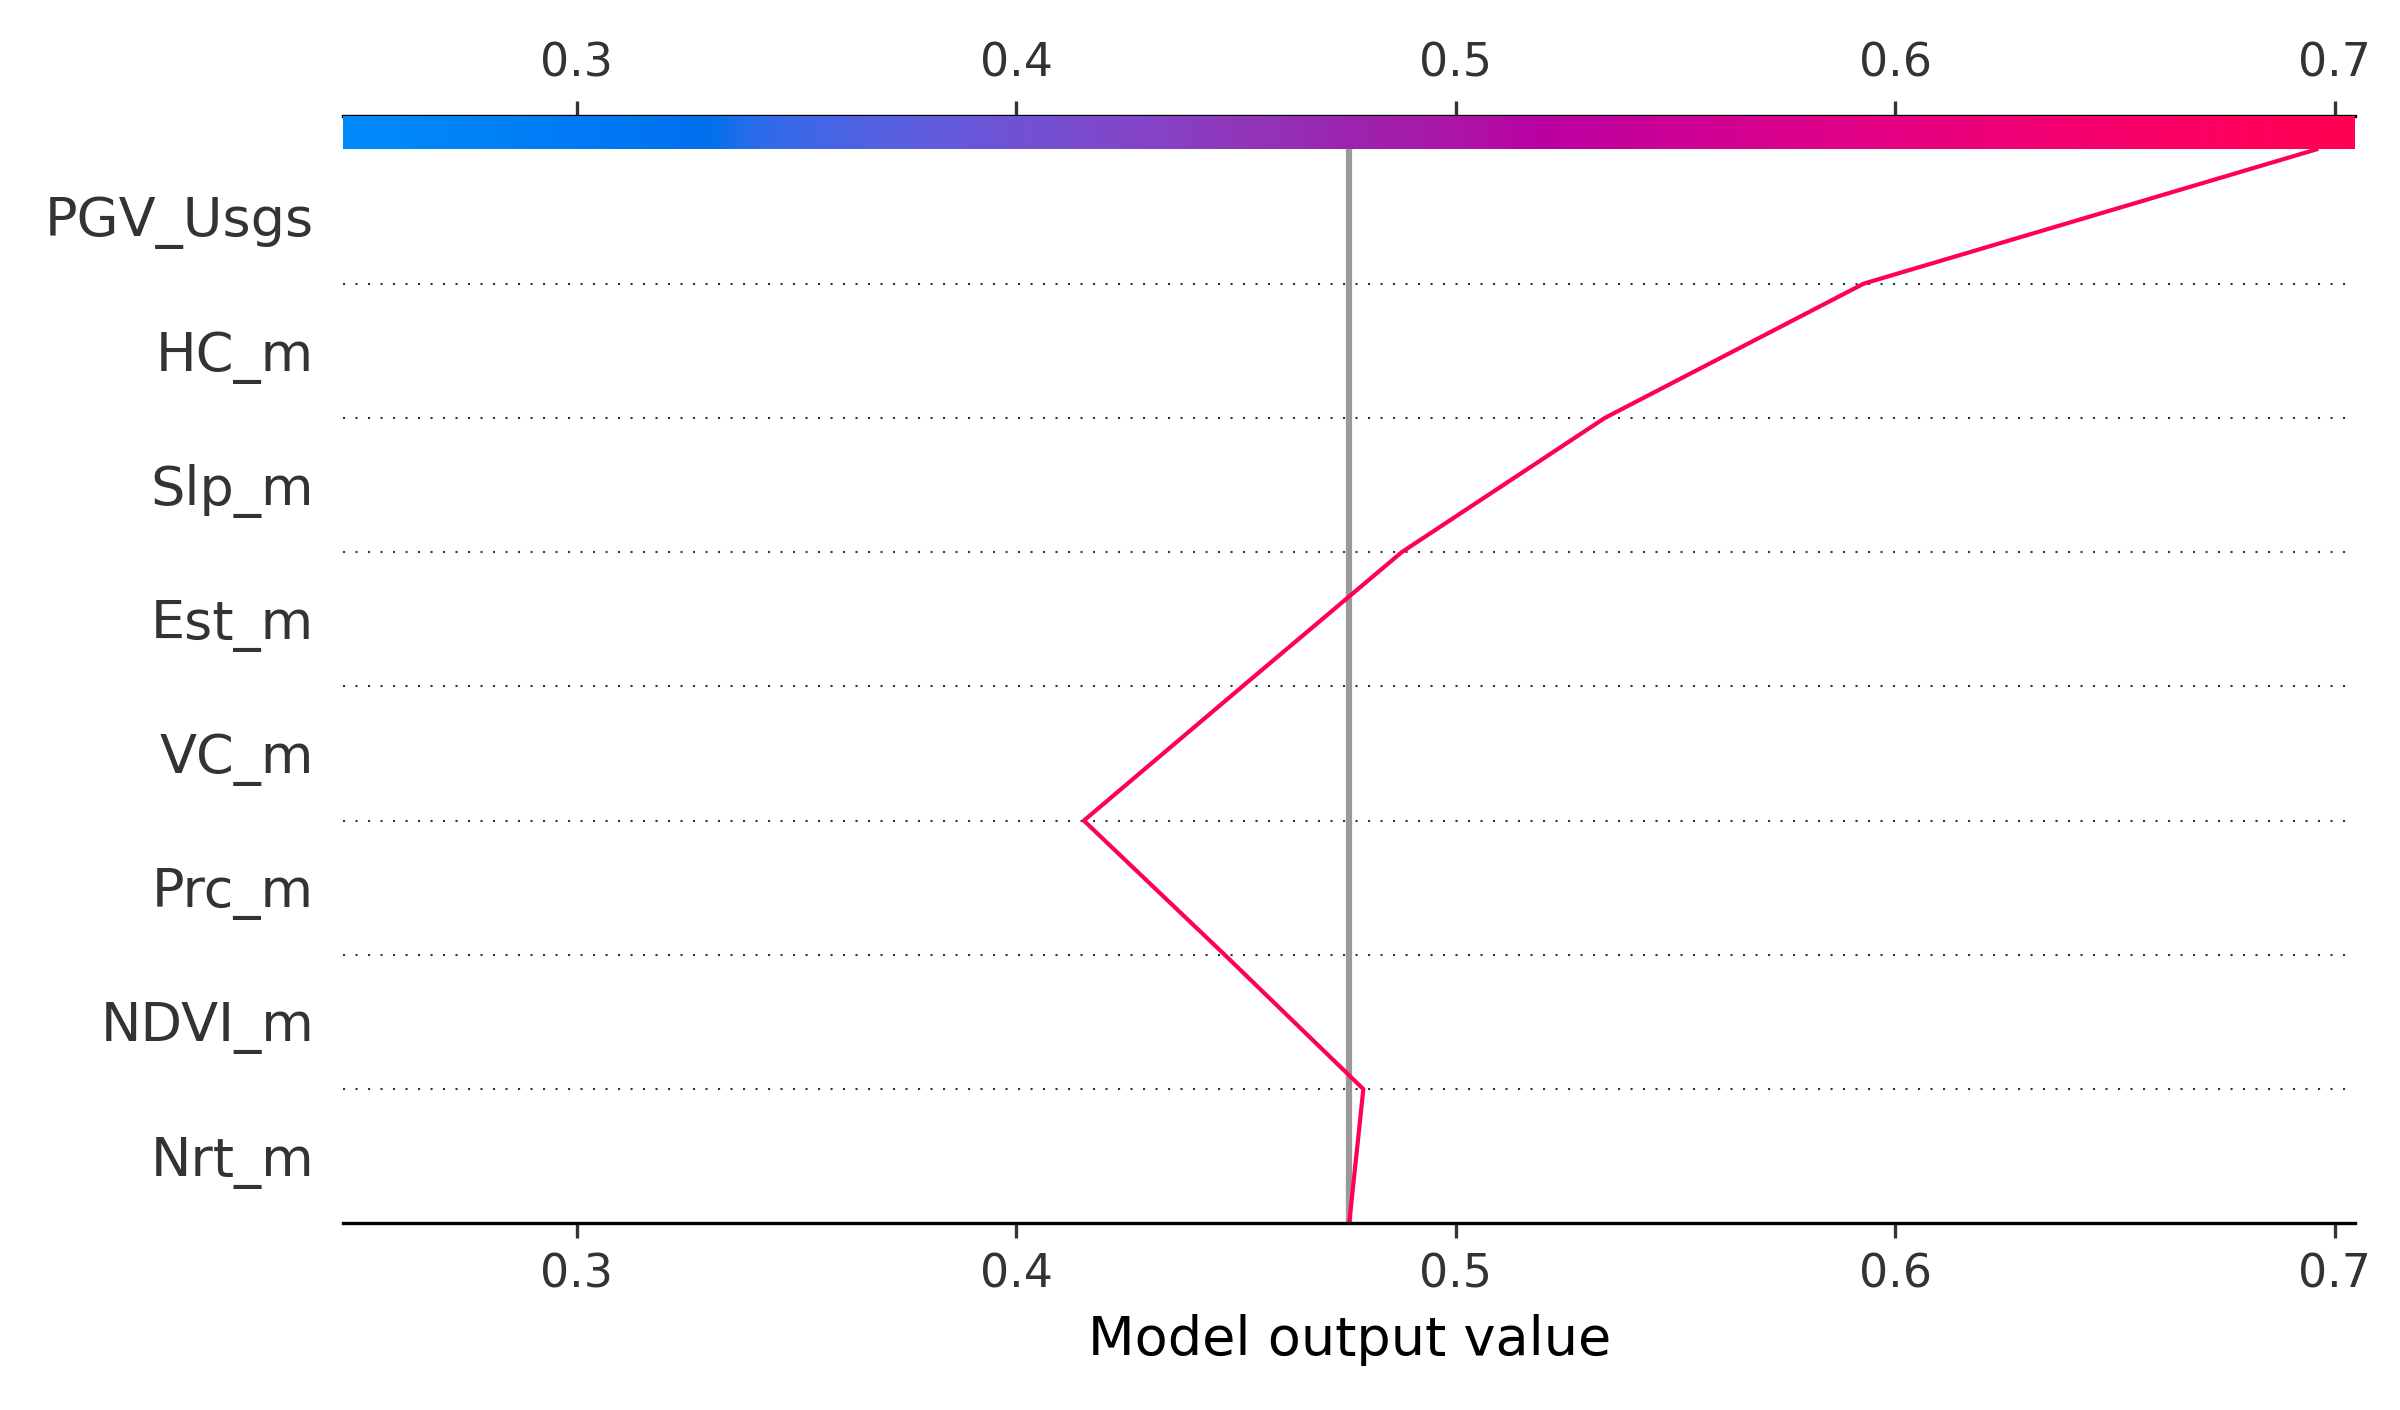 0.3 0.4 0.5 0.6 0.7
PGV_Usgs
HC_m
Slp_m
Est_m
VC_m
Prc_m
NDVI_m
Nrt_m
0.3 0.4 0.5 0.6 0.7
Model output value